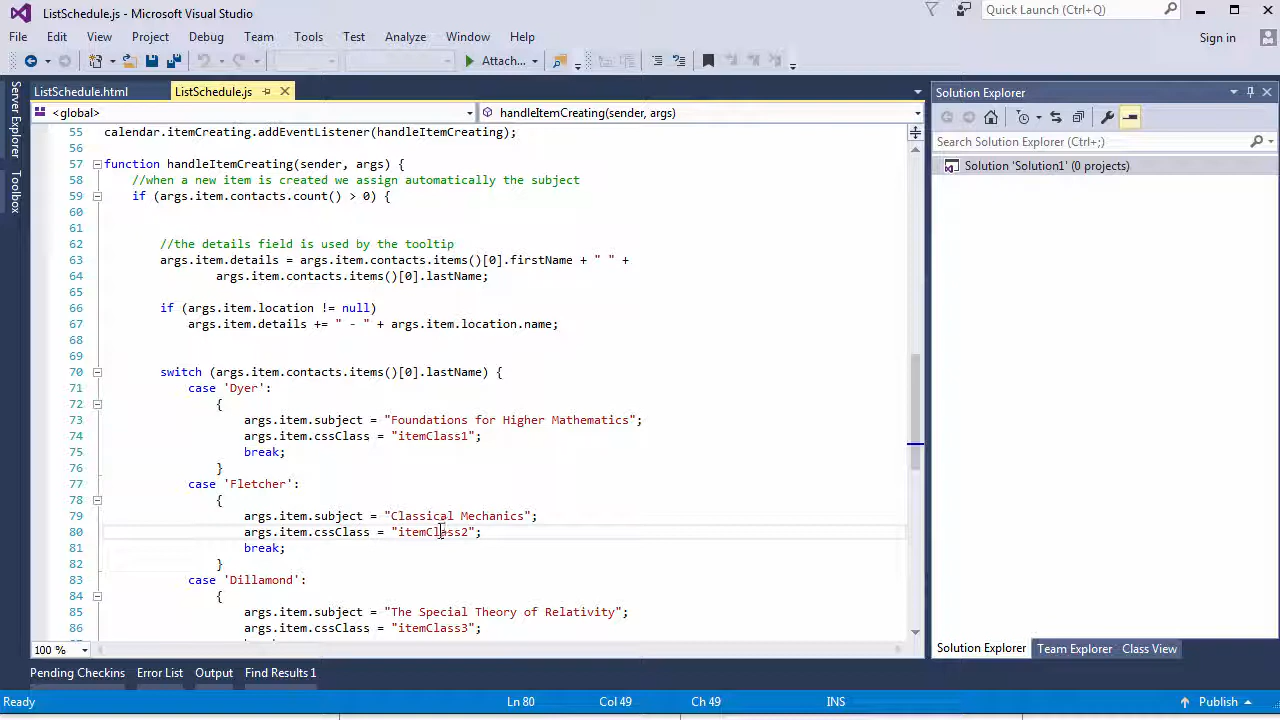 ListSchedule.js - Microsoft Visual Studio
Quick Launch (Ctrl+Q)
File Edit View Project Debug Team Tools Test Analyze Window Help
Sign in
Attach...
Server Explorer
Toolbox
ListSchedule.html ListSchedule.js
<global> handleItemCreating(sender, args)
55 calendar.itemCreating.addEventListener(handleItemCreating);
56
57 function handleItemCreating(sender, args) {
58 //when a new item is created we assign automatically the subject
59 if (args.item.contacts.count() > 0) {
60
61
62 //the details field is used by the tooltip
63 args.item.details = args.item.contacts.items()[0].firstName + " " +
64 args.item.contacts.items()[0].lastName;
65
66 if (args.item.location != null)
67 args.item.details += " - " + args.item.location.name;
68
69
70 switch (args.item.contacts.items()[0].lastName) {
71 case 'Dyer':
72 {
73 args.item.subject = "Foundations for Higher Mathematics";
74 args.item.cssClass = "itemClass1";
75 break;
76 }
77 case 'Fletcher':
78 {
79 args.item.subject = "Classical Mechanics";
80 args.item.cssClass = "itemClass2";
81 break;
82 }
83 case 'Dillamond':
84 {
85 args.item.subject = "The Special Theory of Relativity";
86 args.item.cssClass = "itemClass3";
100 %
Solution Explorer
Search Solution Explorer (Ctrl+;)
Solution 'Solution1' (0 projects)
Solution Explorer Team Explorer Class View
Pending Checkins Error List Output Find Results 1
Ready Ln 80 Col 49 Ch 49 INS Publish